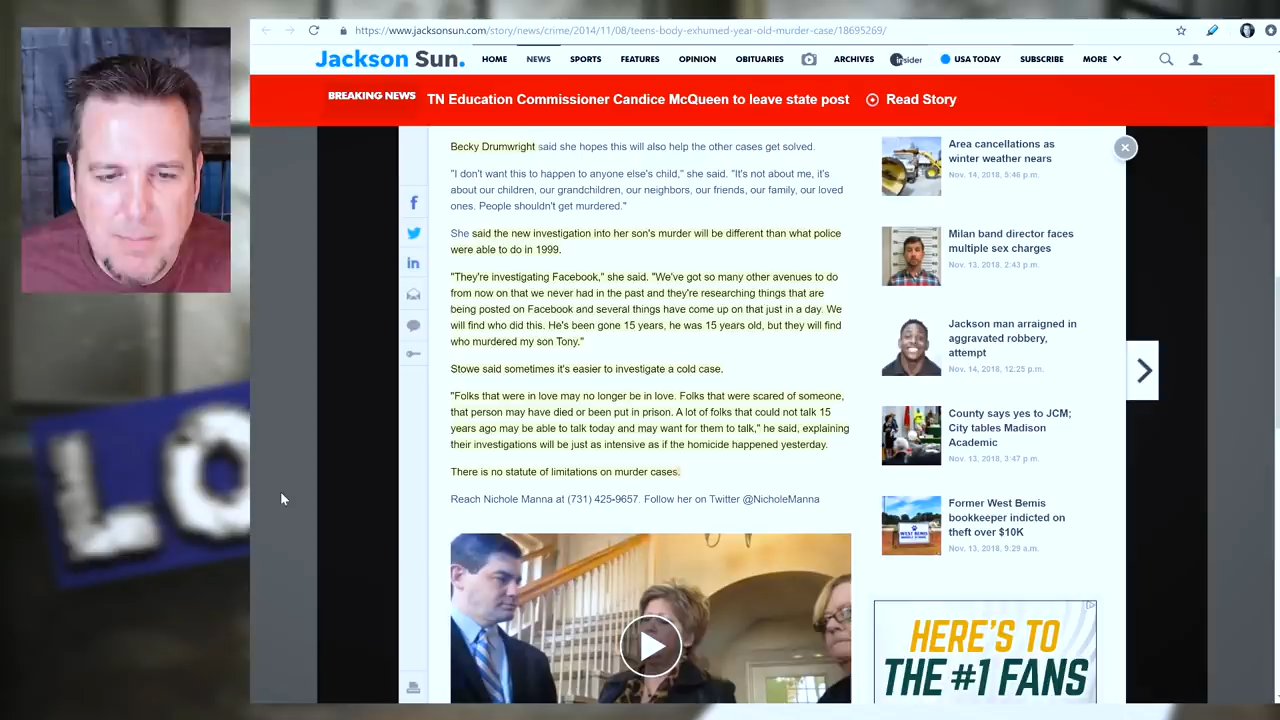 https://www.jacksonsun.com/story/news/crime/2014/11/08/teens-body-exhumed-year-old-murder-case/18695269/
Jackson Sun.
HOME
NEWS
SPORTS
FEATURES
OPINION
OBITUARIES
ARCHIVES
insider
USA TODAY
SUBSCRIBE
MORE
BREAKING NEWS
TN Education Commissioner Candice McQueen to leave state post
Read Story
Becky Drumwright said she hopes this will also help the other cases get solved.
"I don't want this to happen to anyone else's child," she said. "It's not about me, it's
about our children, our grandchildren, our neighbors, our friends, our family, our loved
ones. People shouldn't get murdered."
She said the new investigation into her son's murder will be different than what police
were able to do in 1999.
"They're investigating Facebook," she said. "We've got so many other avenues to do
from now on that we never had in the past and they're researching things that are
being posted on Facebook and several things have come up on that just in a day. We
will find who did this. He's been gone 15 years, he was 15 years old, but they will find
who murdered my son Tony."
Stowe said sometimes it's easier to investigate a cold case.
"Folks that were in love may no longer be in love. Folks that were scared of someone,
that person may have died or been put in prison. A lot of folks that could not talk 15
years ago may be able to talk today and may want for them to talk," he said, explaining
their investigations will be just as intensive as if the homicide happened yesterday.
There is no statute of limitations on murder cases.
Reach Nichole Manna at (731) 425-9657. Follow her on Twitter @NicholeManna
Area cancellations as
winter weather nears
Nov. 14, 2018, 5:46 p.m.
Milan band director faces
multiple sex charges
Nov. 13, 2018, 2:43 p.m.
Jackson man arraigned in
aggravated robbery,
attempt
Nov. 14, 2018, 12:25 p.m.
County says yes to JCM;
City tables Madison
Academic
Nov. 13, 2018, 3:47 p.m.
Former West Bemis
bookkeeper indicted on
theft over $10K
Nov. 13, 2018, 9:29 a.m.
HERE'S TO
THE #1 FANS
LO